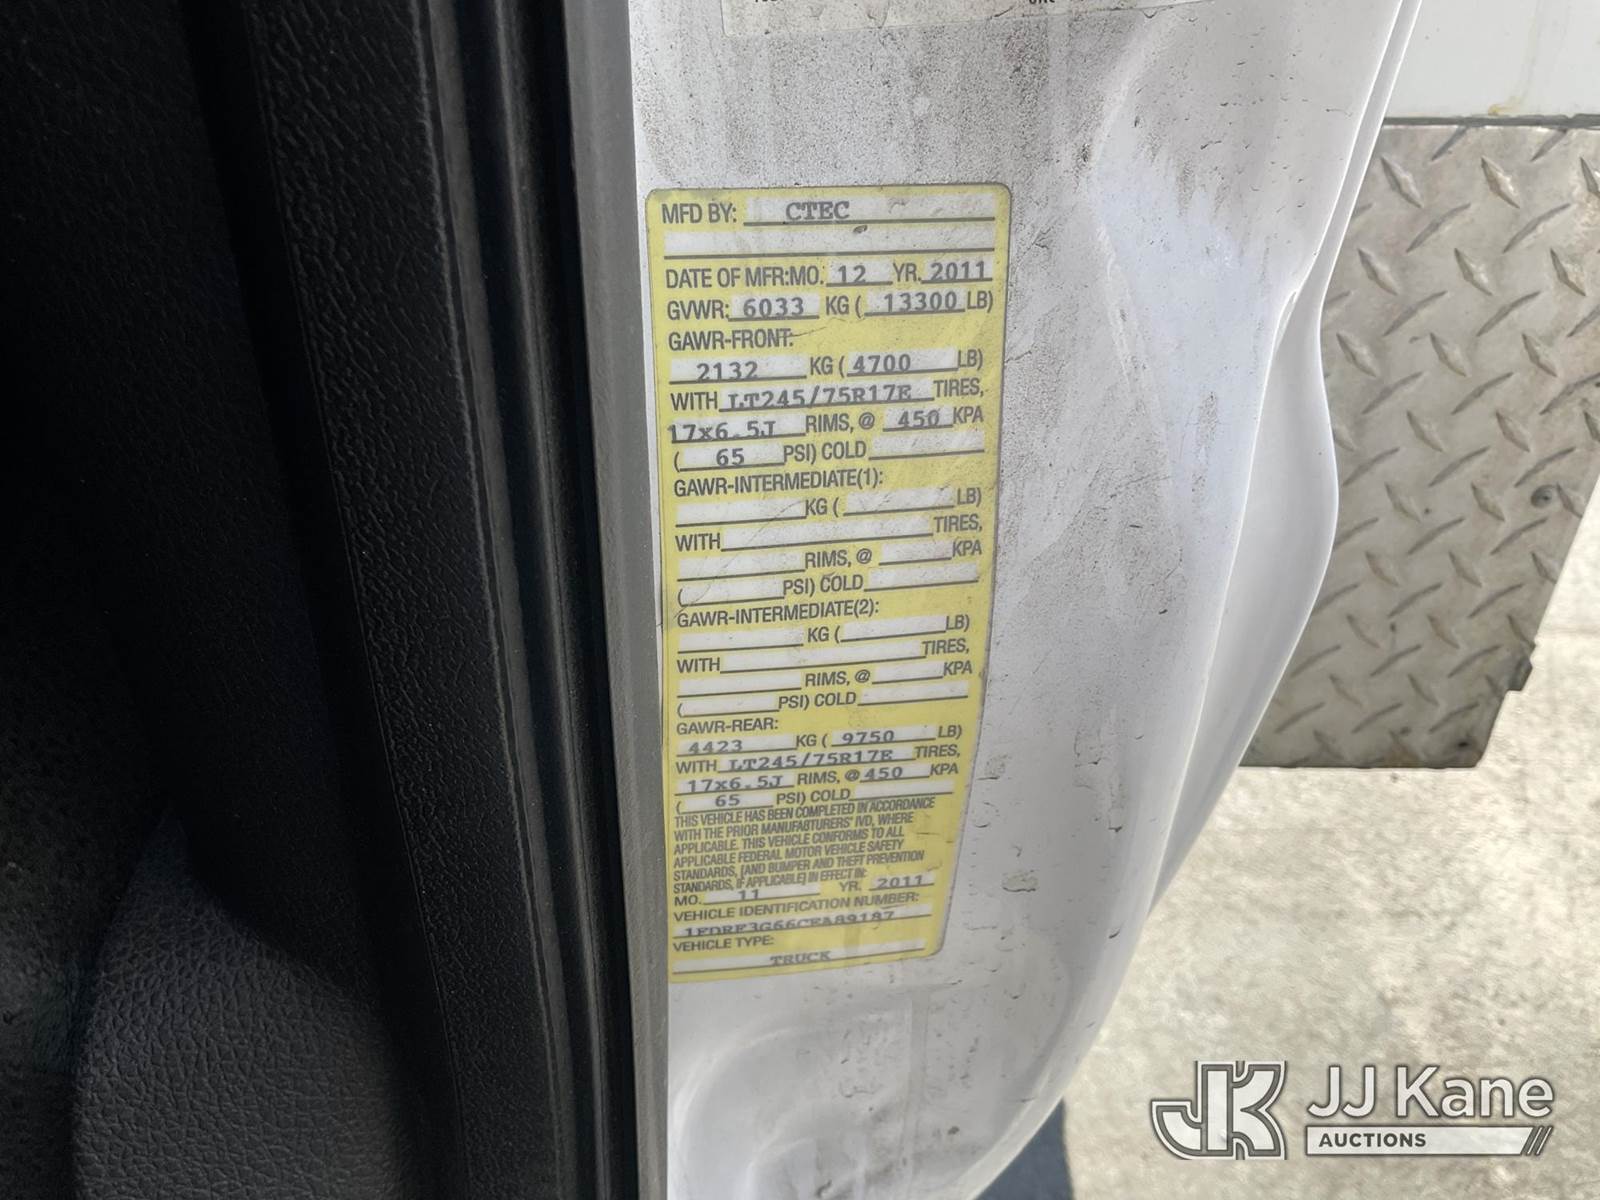 MFD BY: CTEC
DATE OF MFR:MO. 12 YR. 2011
GVWR: 6033 KG ( 13300 LB)
GAWR-FRONT:
2132 KG ( 4700 LB)
WITH LT245/75R17E TIRES,
17x6.5J RIMS, @ 450 KPA
( 65 PSI) COLD
GAWR-INTERMEDIATE(1):
KG ( LB)
WITH TIRES,
RIMS, @ KPA
( PSI) COLD
GAWR-INTERMEDIATE(2):
KG ( LB)
WITH TIRES,
RIMS, @ KPA
( PSI) COLD
GAWR-REAR:
4423 KG ( 9750 LB)
WITH LT245/75R17E TIRES,
17x6.5J RIMS, @ 450 KPA
( 65 PSI) COLD
THIS VEHICLE HAS BEEN COMPLETED IN ACCORDANCE
WITH THE PRIOR MANUFABTURERS' IVD, WHERE
APPLICABLE. THIS VEHICLE CONFORMS TO ALL
APPLICABLE FEDERAL MOTOR VEHICLE SAFETY
STANDARDS, [AND BUMPER AND THEFT PREVENTION
STANDARDS, IF APPLICABLE] IN EFFECT IN:
MO. 11 YR. 2011
VEHICLE IDENTIFICATION NUMBER:
VEHICLE TYPE:
TRUCK
JK JJ Kane
AUCTIONS